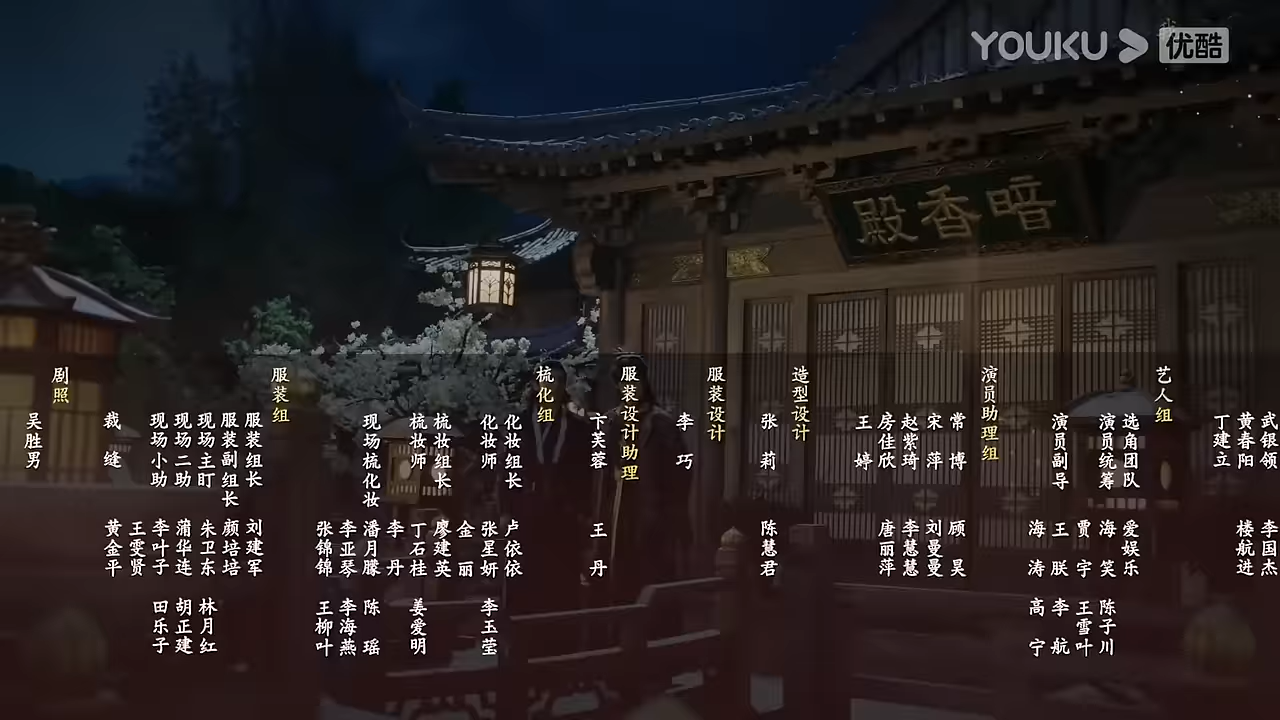 YOUKU 优酷
暗香殿
武银领 李国杰
黄春阳 楼航进
丁建立
艺人组
选角团队 爱娱乐
演员统筹 海笑 陈子川
贾宇 王雪叶
演员副导 王朕 李航
海涛 高宁
演员助理组
常博 顾昊
宋萍 刘曼曼
赵紫琦 李慧慧
房佳欣 唐丽萍
王婷
造型设计
张莉 陈慧君
服装设计
李巧
服装设计助理
卞芙蓉 王丹
梳化组
化妆组长 卢依依
化妆师 张星妍 李玉莹
金丽
梳妆组长 廖建英
梳妆师 丁石桂 姜爱明
李丹
现场梳化妆 潘月朦 陈瑶
李亚琴 李海燕
张锦锦 王柳叶
服装组
服装组长 刘建军
服装副组长 颜培培
现场主盯 朱卫东 林月红
现场二助 蒲华连 胡正建
现场小助 李叶子 田乐子
王雯贤
裁缝 黄金平
剧照
吴胜男